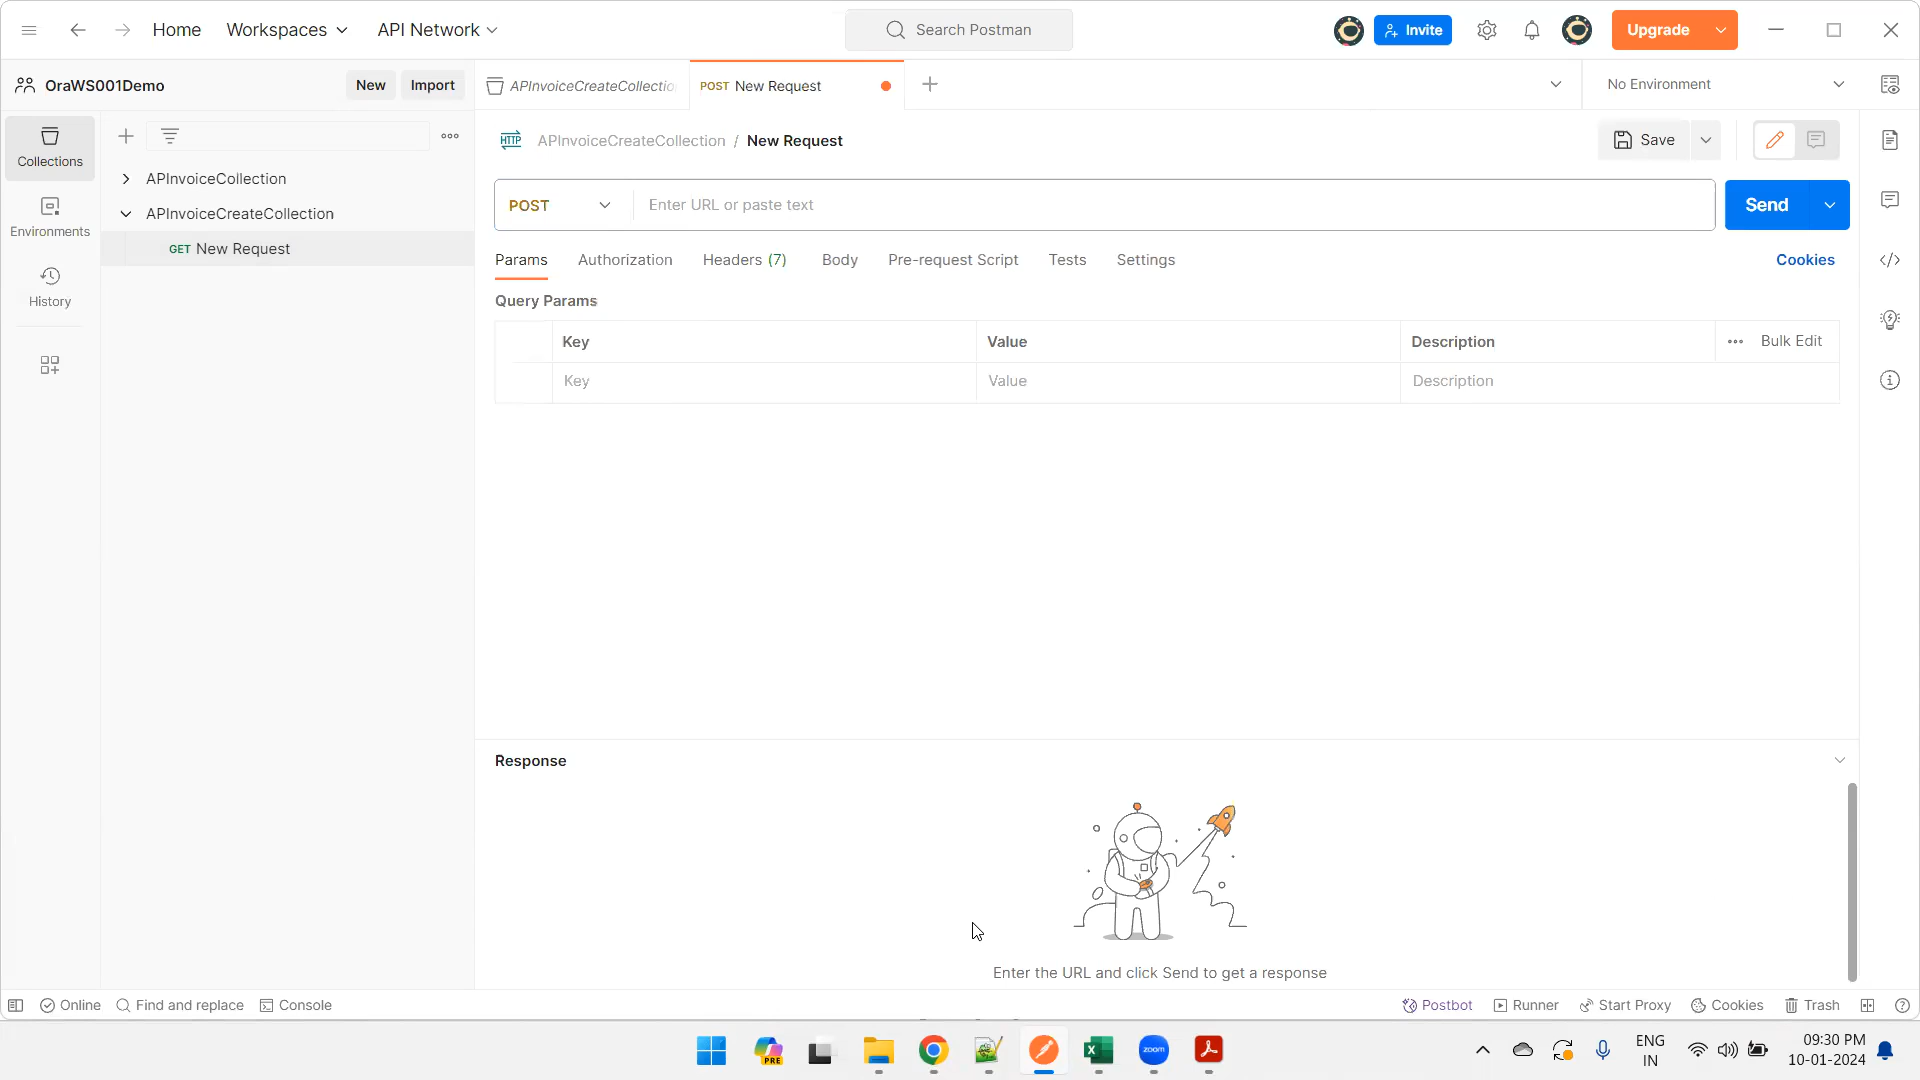 Home Workspaces API Network Search Postman Invite Upgrade
OraWS001Demo New Import APInvoiceCreateCollectio POST New Request No Environment
Collections
Environments
History
APInvoiceCollection
APInvoiceCreateCollection
GET New Request
HTTP APInvoiceCreateCollection / New Request Save
POST Enter URL or paste text Send
Params Authorization Headers (7) Body Pre-request Script Tests Settings Cookies
Query Params
Key Value Description Bulk Edit
Key Value Description
Response
Enter the URL and click Send to get a response
Online Find and replace Console Postbot Runner Start Proxy Cookies Trash
PRE zoom ENG 09:30 PM
IN 10-01-2024